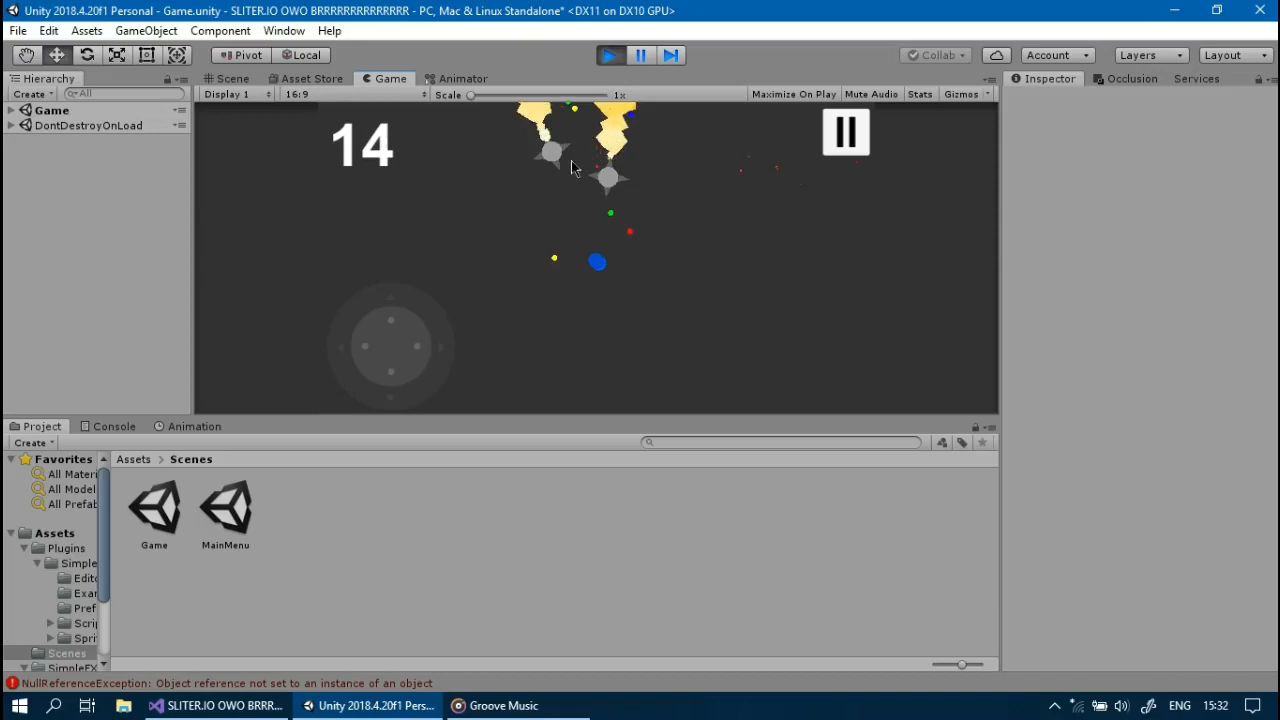 Unity 2018.4.20f1 Personal - Game.unity - SLITER.IO OWO BRRRRRRRRRRRRRR - PC, Mac & Linux Standalone* <DX11 on DX10 GPU>
File Edit Assets GameObject Component Window Help
Pivot Local Collab Account Layers Layout
Hierarchy Scene Asset Store Game Animator Inspector Occlusion Services
Create All Display 1 16:9 Scale 1x Maximize On Play Mute Audio Stats Gizmos
Game
DontDestroyOnLoad
14
Project Console Animation
Create
Favorites Assets Scenes
All Materi
All Model
All Prefab
Assets
Plugins
Simple
Edito
Exar
Pref
Scrip
Sprit
Scenes
SimpleFX
Game MainMenu
NullReferenceException: Object reference not set to an instance of an object
SLITER.IO OWO BRRR... Unity 2018.4.20f1 Pers... Groove Music ENG 15:32